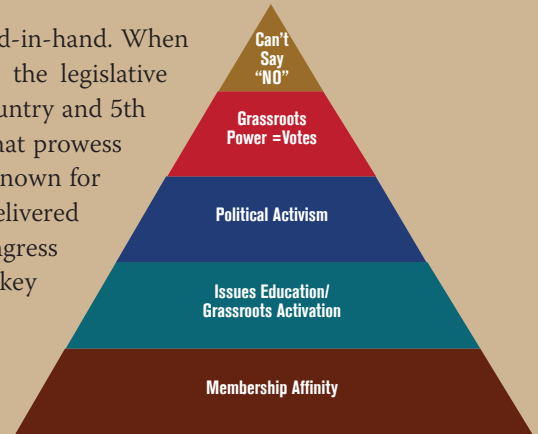 d-in-hand. When
the legislative
untry and 5th
hat prowess
nown for
elivered
gress
key
Can't
Say
“NO”
Grassroots
Power =Votes
Political Activism
Issues Education/
Grassroots Activation
Membership Affinity